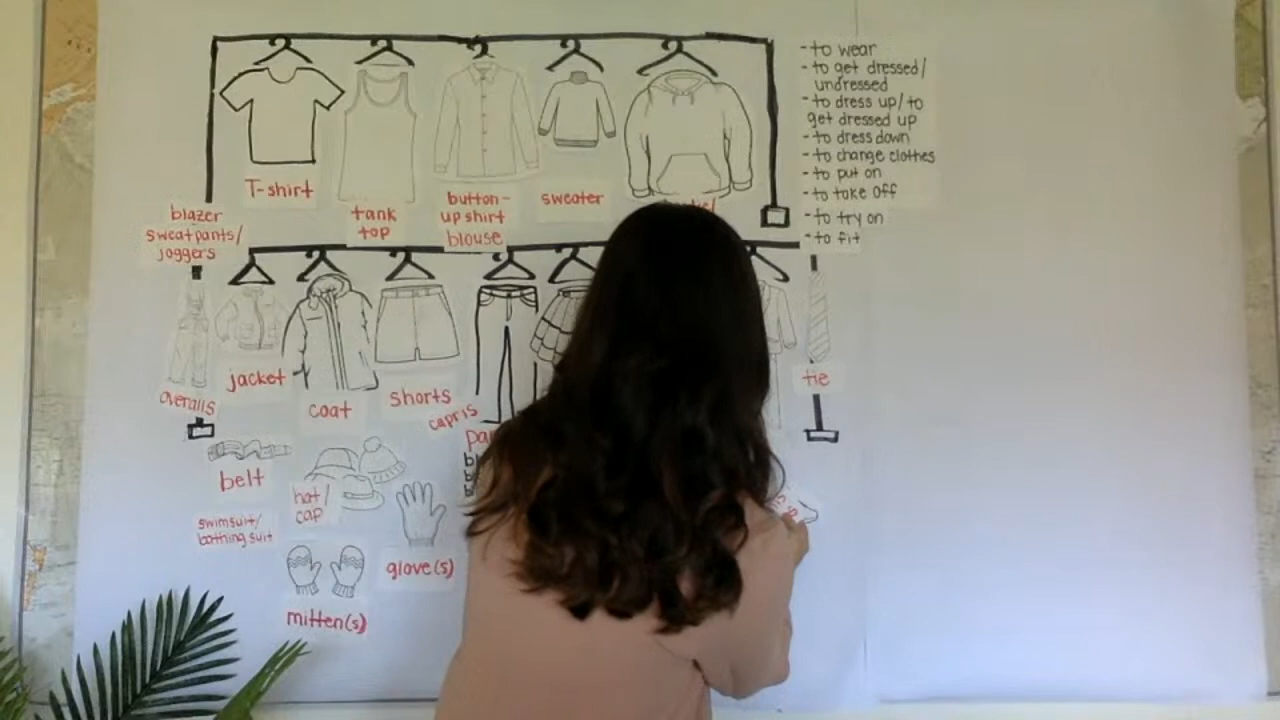 T-shirt
tank
top
button-
up shirt
blouse
sweater
blazer
sweatpants/
joggers
- to wear
- to get dressed/
undressed
- to dress up/to
get dressed up
- to dress down
- to change clothes
- to put on
- to take off
- to try on
- to fit
overalls
jacket
coat
shorts
capris
tie
belt
hat/
cap
swimsuit/
bathing suit
glove(s)
mitten(s)